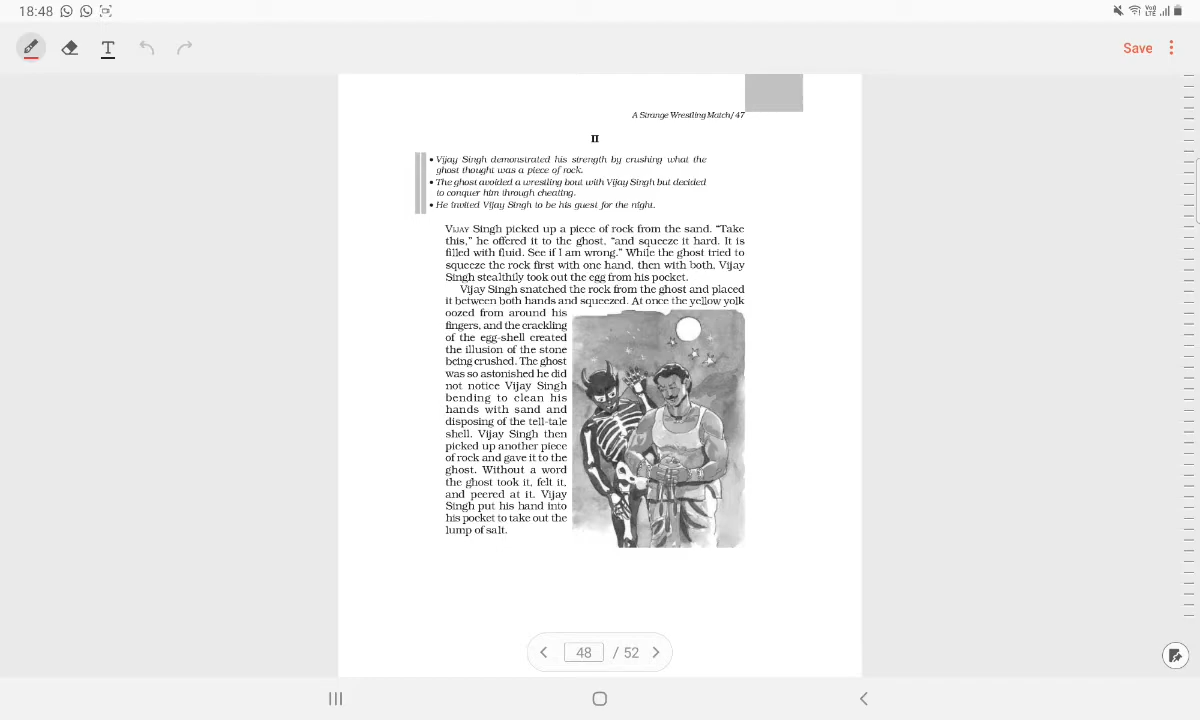 18:48
Vo)) LTE
T
Save
A Strange Wrestling Match/47
II
• Vijay Singh demonstrated his strength by crushing what the
ghost thought was a piece of rock.
• The ghost avoided a wrestling bout with Vijay Singh but decided
to conquer him through cheating.
• He invited Vijay Singh to be his guest for the night.
VIJAY Singh picked up a piece of rock from the sand. “Take
this,” he offered it to the ghost, “and squeeze it hard. It is
filled with fluid. See if I am wrong.” While the ghost tried to
squeeze the rock first with one hand, then with both, Vijay
Singh stealthily took out the egg from his pocket.
Vijay Singh snatched the rock from the ghost and placed
it between both hands and squeezed. At once the yellow yolk
oozed from around his
fingers, and the crackling
of the egg-shell created
the illusion of the stone
being crushed. The ghost
was so astonished he did
not notice Vijay Singh
bending to clean his
hands with sand and
disposing of the tell-tale
shell. Vijay Singh then
picked up another piece
of rock and gave it to the
ghost. Without a word
the ghost took it, felt it,
and peered at it. Vijay
Singh put his hand into
his pocket to take out the
lump of salt.
48 / 52